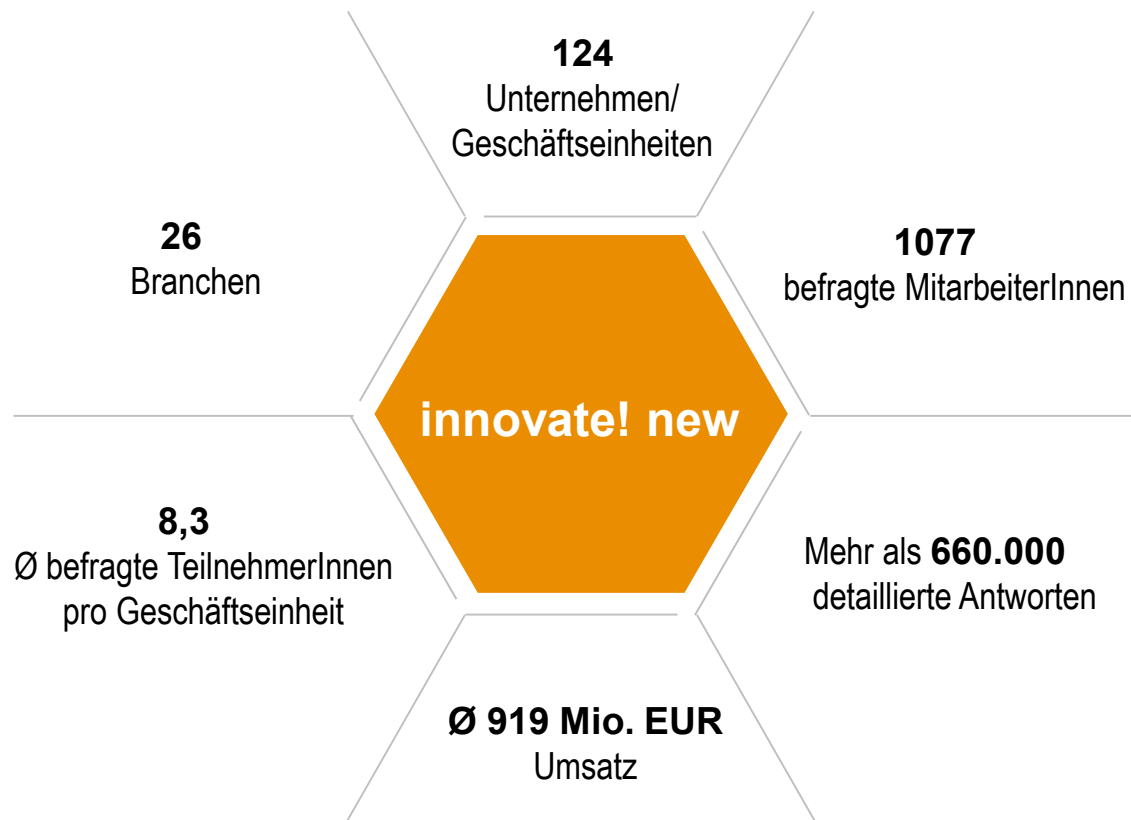 124
Unternehmen/
Geschäftseinheiten
26
Branchen
1077
befragte MitarbeiterInnen
innovate! new
8,3
Ø befragte TeilnehmerInnen
pro Geschäftseinheit
Mehr als 660.000
detaillierte Antworten
Ø 919 Mio. EUR
Umsatz